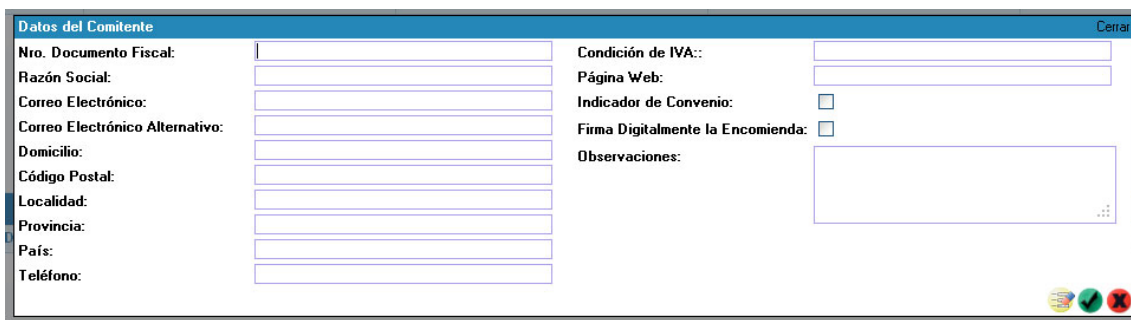 Datos del Comitente
Cerrar
Nro. Documento Fiscal:
Razón Social:
Correo Electrónico:
Correo Electrónico Alternativo:
Domicilio:
Código Postal:
Localidad:
Provincia:
País:
Teléfono:
Condición de IVA::
Página Web:
Indicador de Convenio:
Firma Digitalmente la Encomienda:
Observaciones: